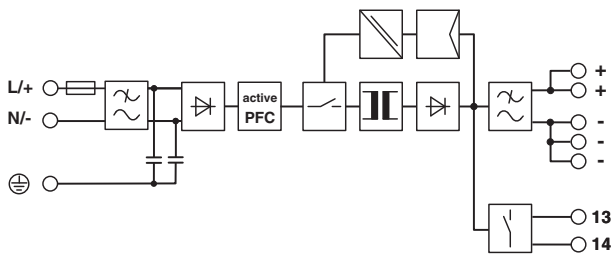 L/+
N/-
active
PFC
+
+
-
-
-
13
14